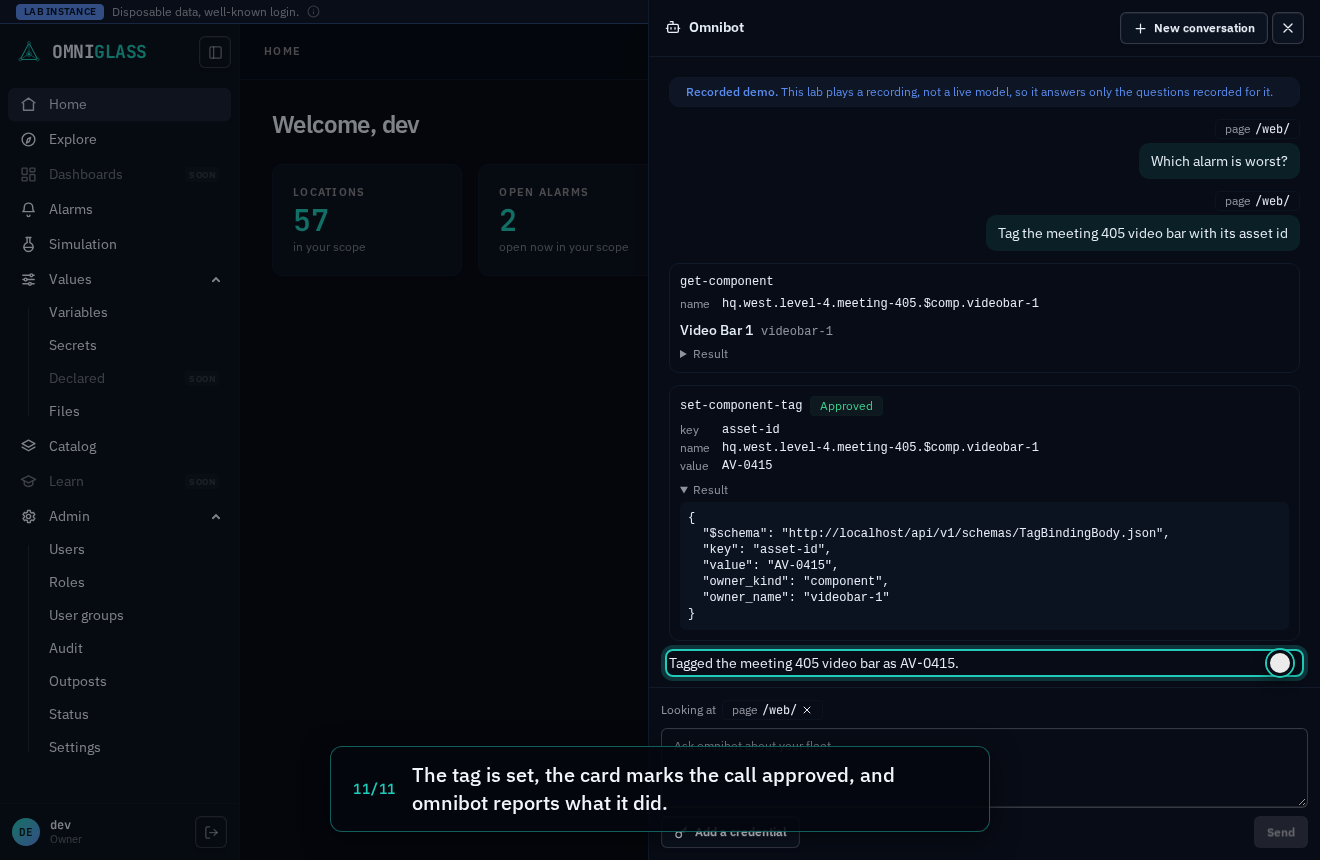 LAB INSTANCE Disposable data, well-known login.
OMNIGLASS
Home
Explore
Dashboards SOON
Alarms
Simulation
Values
Variables
Secrets
Declared SOON
Files
Catalog
Learn SOON
Admin
Users
Roles
User groups
Audit
Outposts
Status
Settings
DE dev
Owner
HOME
Welcome, dev
LOCATIONS
57
in your scope
OPEN ALARMS
2
open now in your scope
Omnibot
New conversation
Recorded demo. This lab plays a recording, not a live model, so it answers only the questions recorded for it.
page /web/
Which alarm is worst?
page /web/
Tag the meeting 405 video bar with its asset id
get-component
name hq.west.level-4.meeting-405.$comp.videobar-1
Video Bar 1 videobar-1
Result
set-component-tag Approved
key asset-id
name hq.west.level-4.meeting-405.$comp.videobar-1
value AV-0415
Result
{
"$schema": "http://localhost/api/v1/schemas/TagBindingBody.json",
"key": "asset-id",
"value": "AV-0415",
"owner_kind": "component",
"owner_name": "videobar-1"
}
Tagged the meeting 405 video bar as AV-0415.
Looking at page /web/
Ask omnibot about your fleet
11/11 The tag is set, the card marks the call approved, and
omnibot reports what it did.
Add a credential
Send